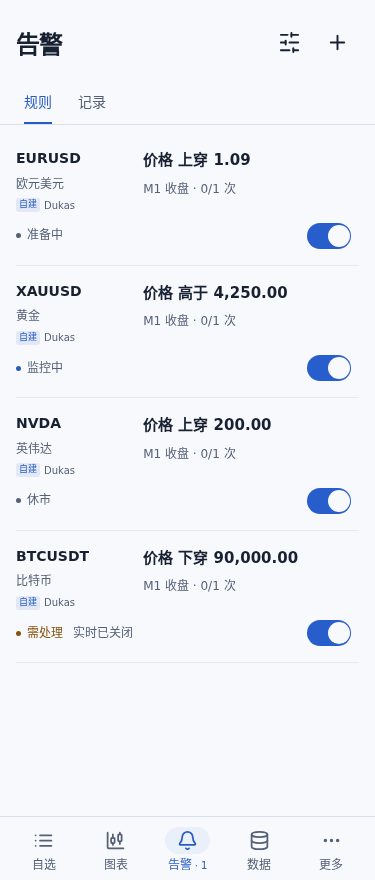 告警
规则 记录
EURUSD 价格 上穿 1.09
欧元美元 M1 收盘 · 0/1 次
自建 Dukas
准备中
XAUUSD 价格 高于 4,250.00
黄金 M1 收盘 · 0/1 次
自建 Dukas
监控中
NVDA 价格 上穿 200.00
英伟达 M1 收盘 · 0/1 次
自建 Dukas
休市
BTCUSDT 价格 下穿 90,000.00
比特币 M1 收盘 · 0/1 次
自建 Dukas
需处理 实时已关闭
自选 图表 告警 · 1 数据 更多